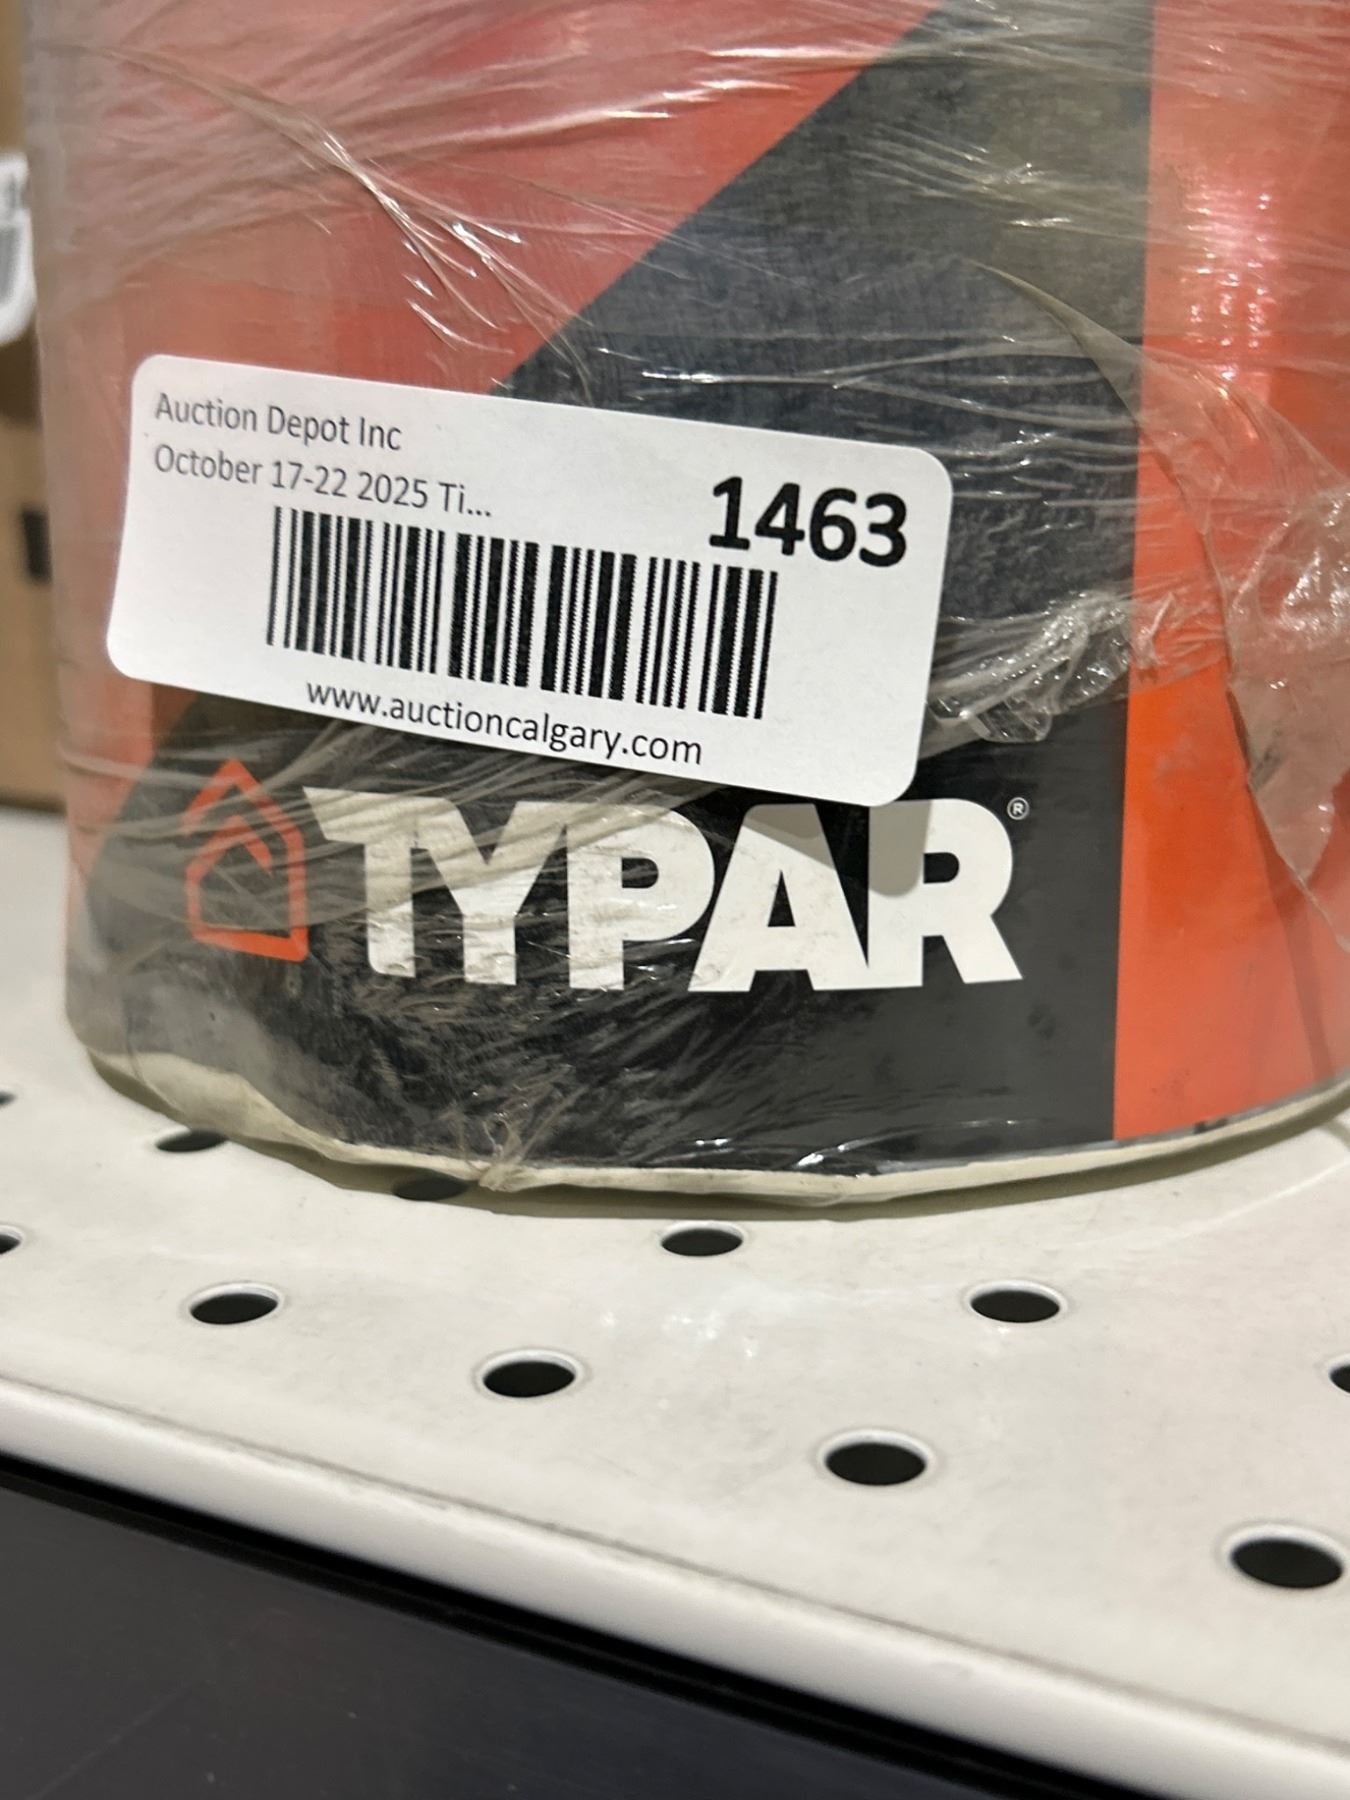 Auction Depot Inc
October 17-22 2025 Ti...
1463
www.auctioncalgary.com
TYPAR®